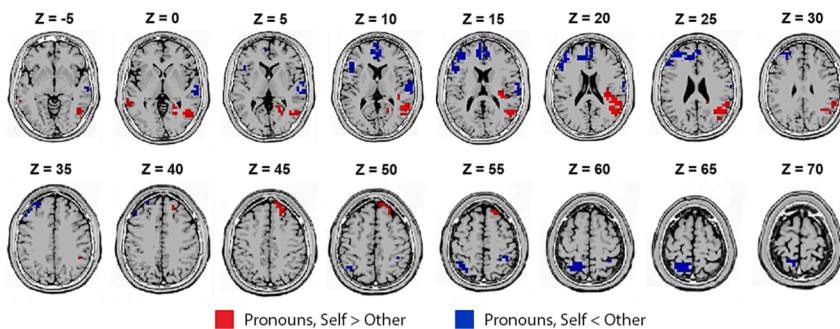 Z = -5 Z = 0 Z = 5 Z = 10 Z = 15 Z = 20 Z = 25 Z = 30
Z = 35 Z = 40 Z = 45 Z = 50 Z = 55 Z = 60 Z = 65 Z = 70
Pronouns, Self > Other Pronouns, Self < Other